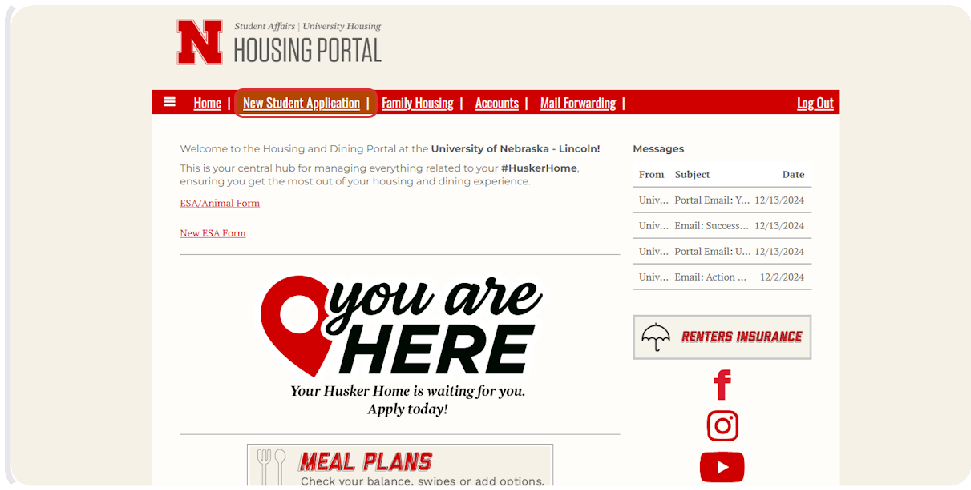 N
Student Affairs | University Housing
HOUSING PORTAL
Home | New Student Application | Family Housing | Accounts | Mail Forwarding | Log Out
Welcome to the Housing and Dining Portal at the University of Nebraska - Lincoln!
This is your central hub for managing everything related to your #HuskerHome,
ensuring you get the most out of your housing and dining experience.
ESA/Animal Form
New ESA Form
you are
HERE
Your Husker Home is waiting for you.
Apply today!
MEAL PLANS
Check your balance, swipes or add options.
Messages
From Subject Date
Univ... Portal Email: Y... 12/13/2024
Univ... Email: Success... 12/13/2024
Univ... Portal Email: U... 12/13/2024
Univ... Email: Action ... 12/2/2024
RENTERS INSURANCE